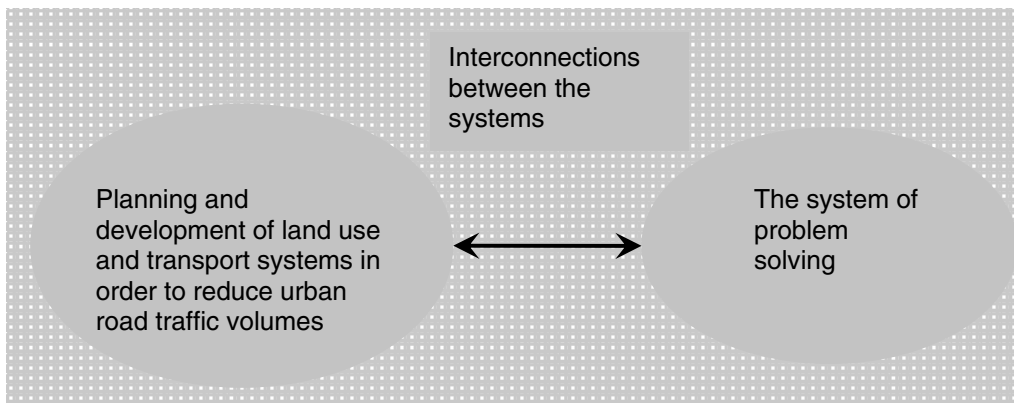 Interconnections
between the
systems
Planning and
development of land use
and transport systems in
order to reduce urban
road traffic volumes
The system of
problem
solving